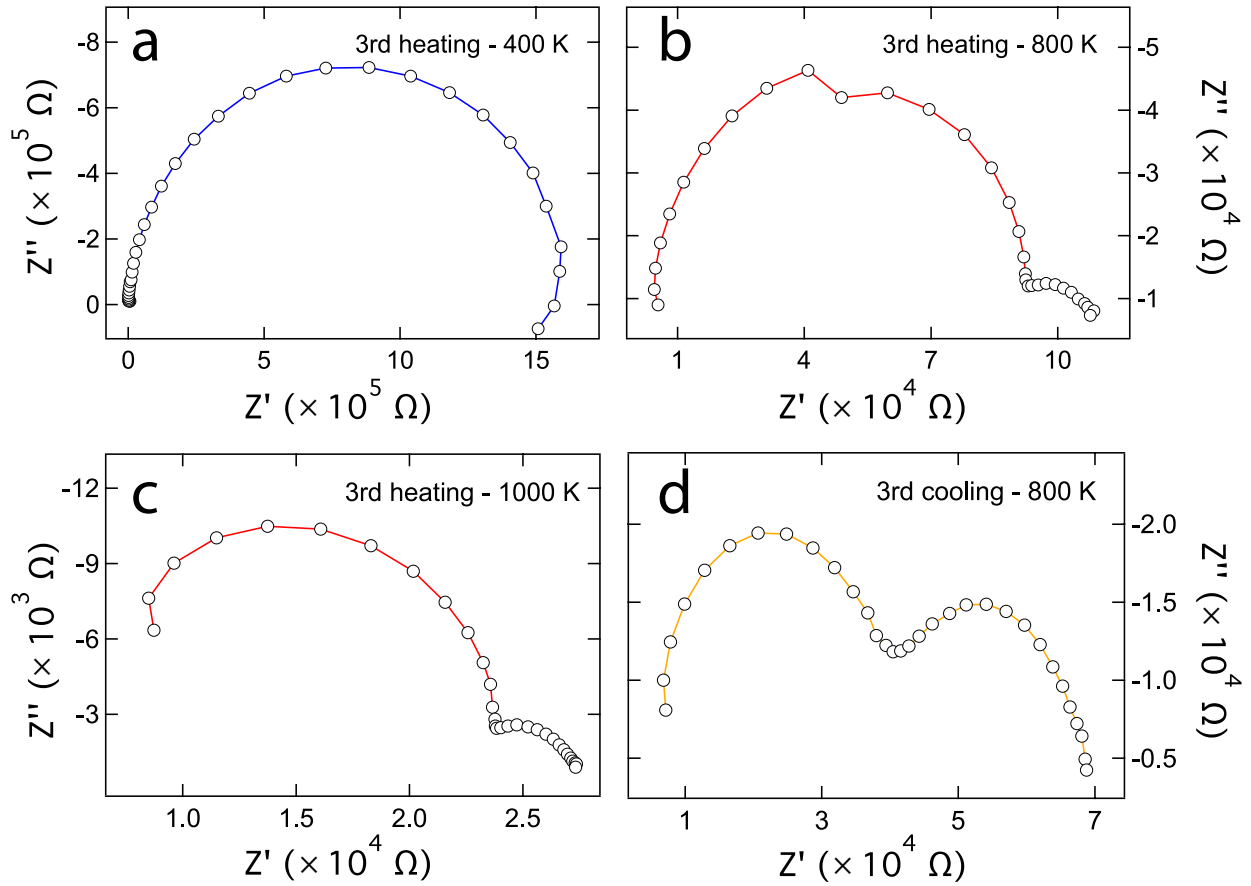 a
3rd heating - 400 K
-8
-6
-4
-2
0
Z'' (× 10⁵ Ω)
0
5
10
15
Z' (× 10⁵ Ω)
b
3rd heating - 800 K
-5
-4
-3
-2
-1
Z'' (× 10⁴ Ω)
1
4
7
10
Z' (× 10⁴ Ω)
c
3rd heating - 1000 K
-12
-9
-6
-3
Z'' (× 10³ Ω)
1.0
1.5
2.0
2.5
Z' (× 10⁴ Ω)
d
3rd cooling - 800 K
-2.0
-1.5
-1.0
-0.5
Z'' (× 10⁴ Ω)
1
3
5
7
Z' (× 10⁴ Ω)